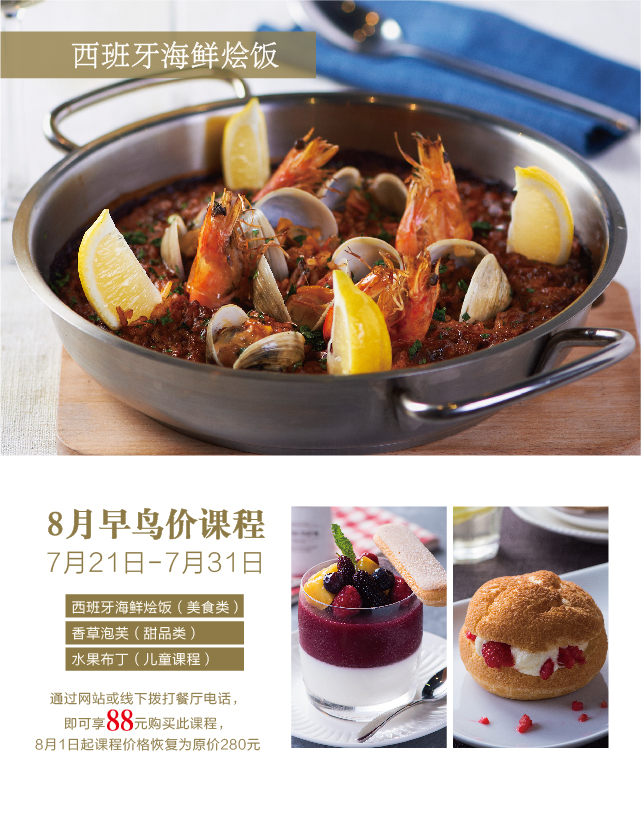 西班牙海鲜烩饭
8月早鸟价课程
7月21日-7月31日
西班牙海鲜烩饭（美食类）
香草泡芙（甜品类）
水果布丁（儿童课程）
通过网站或线下拨打餐厅电话，
即可享88元购买此课程，
8月1日起课程价格恢复为原价280元